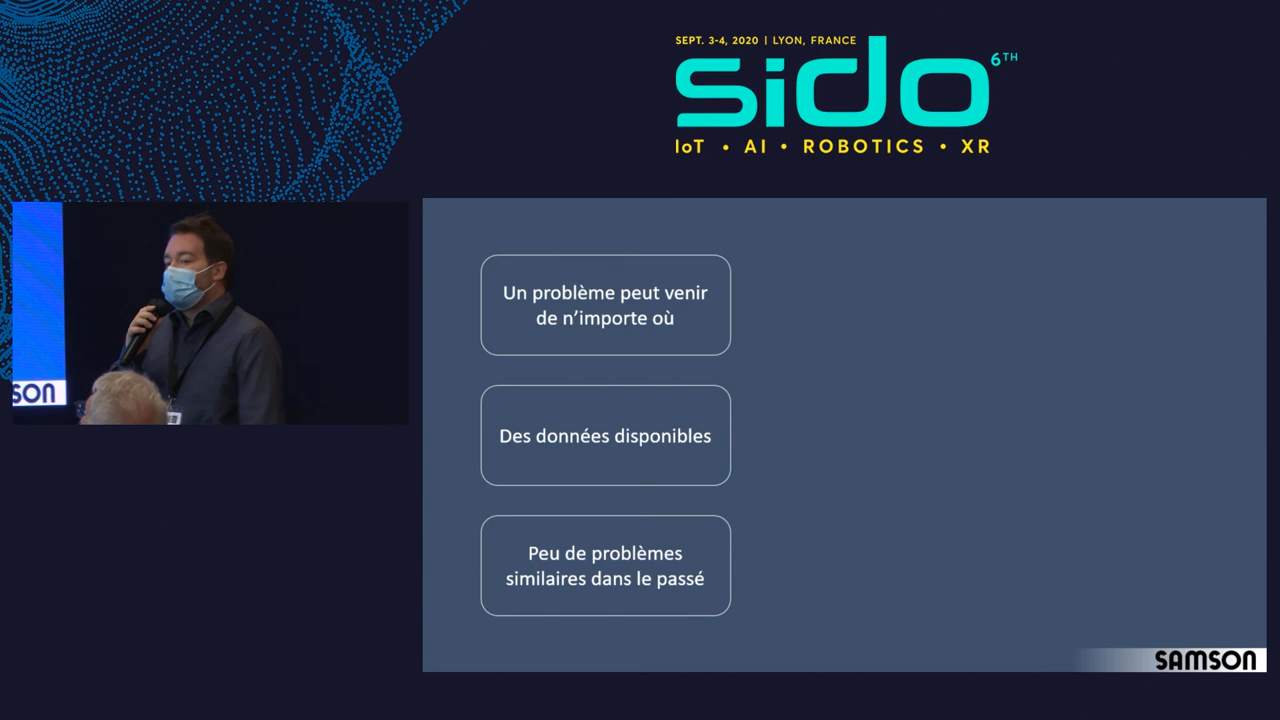 SEPT. 3-4, 2020 | LYON, FRANCE
sido 6TH
IoT • AI • ROBOTICS • XR
SON
Un problème peut venir
de n'importe où
Des données disponibles
Peu de problèmes
similaires dans le passé
SAMSON